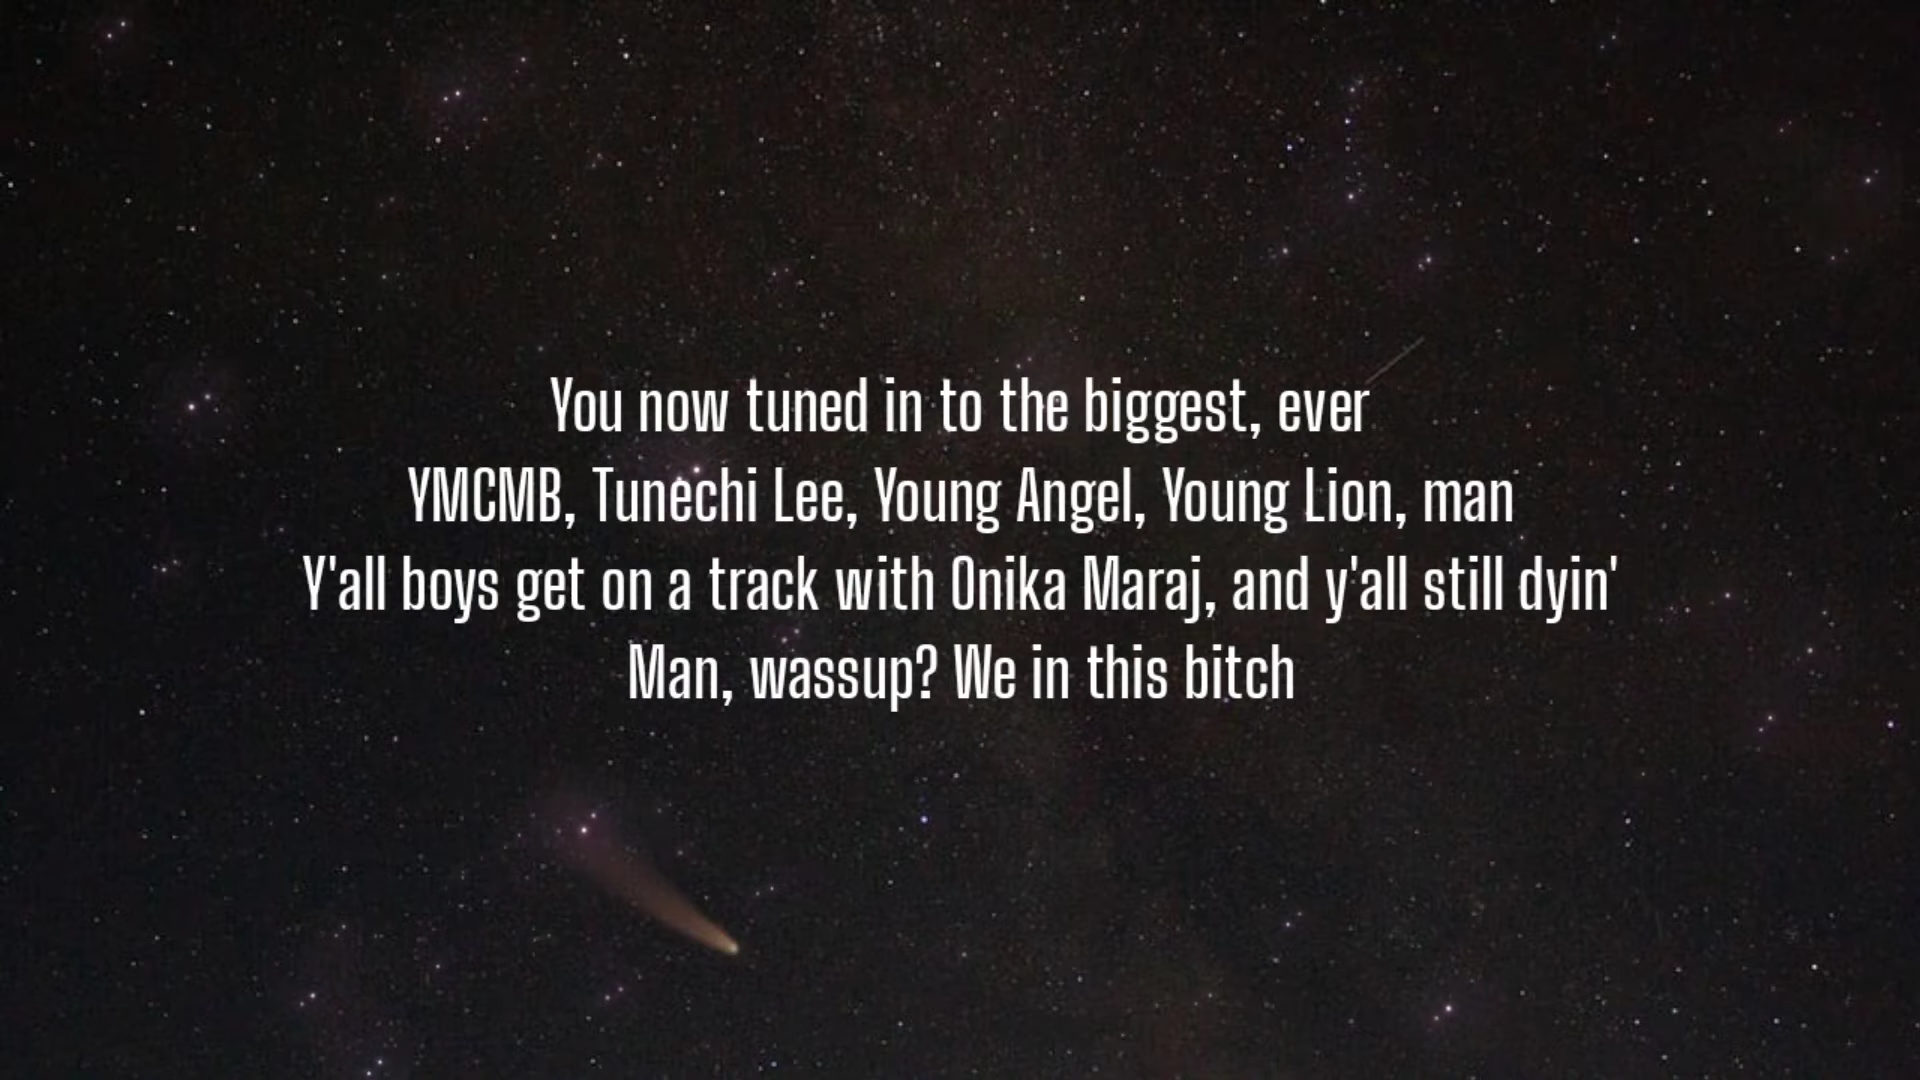 You now tuned in to the biggest, ever
YMCMB, Tunechi Lee, Young Angel, Young Lion, man
Y'all boys get on a track with Onika Maraj, and y'all still dyin'
Man, wassup? We in this bitch